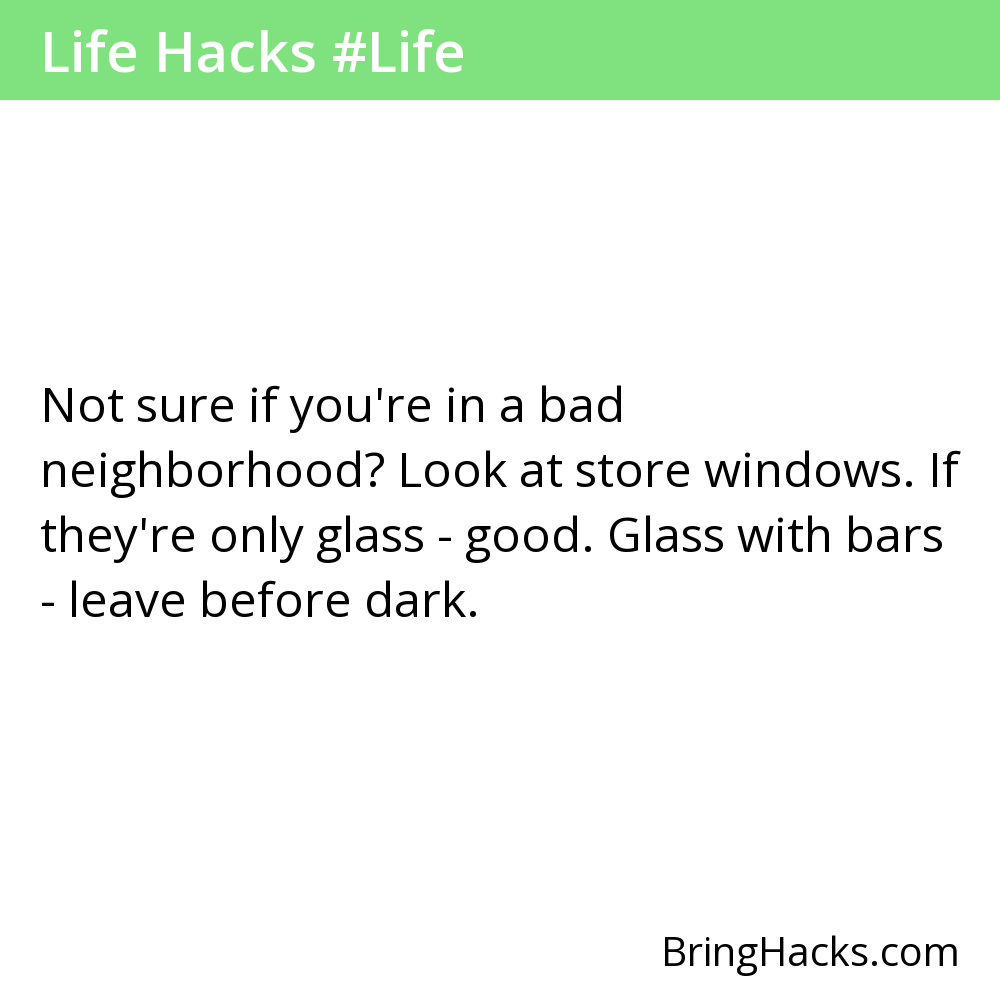 Life Hacks #Life
Not sure if you're in a bad
neighborhood? Look at store windows. If
they're only glass - good. Glass with bars
- leave before dark.
BringHacks.com